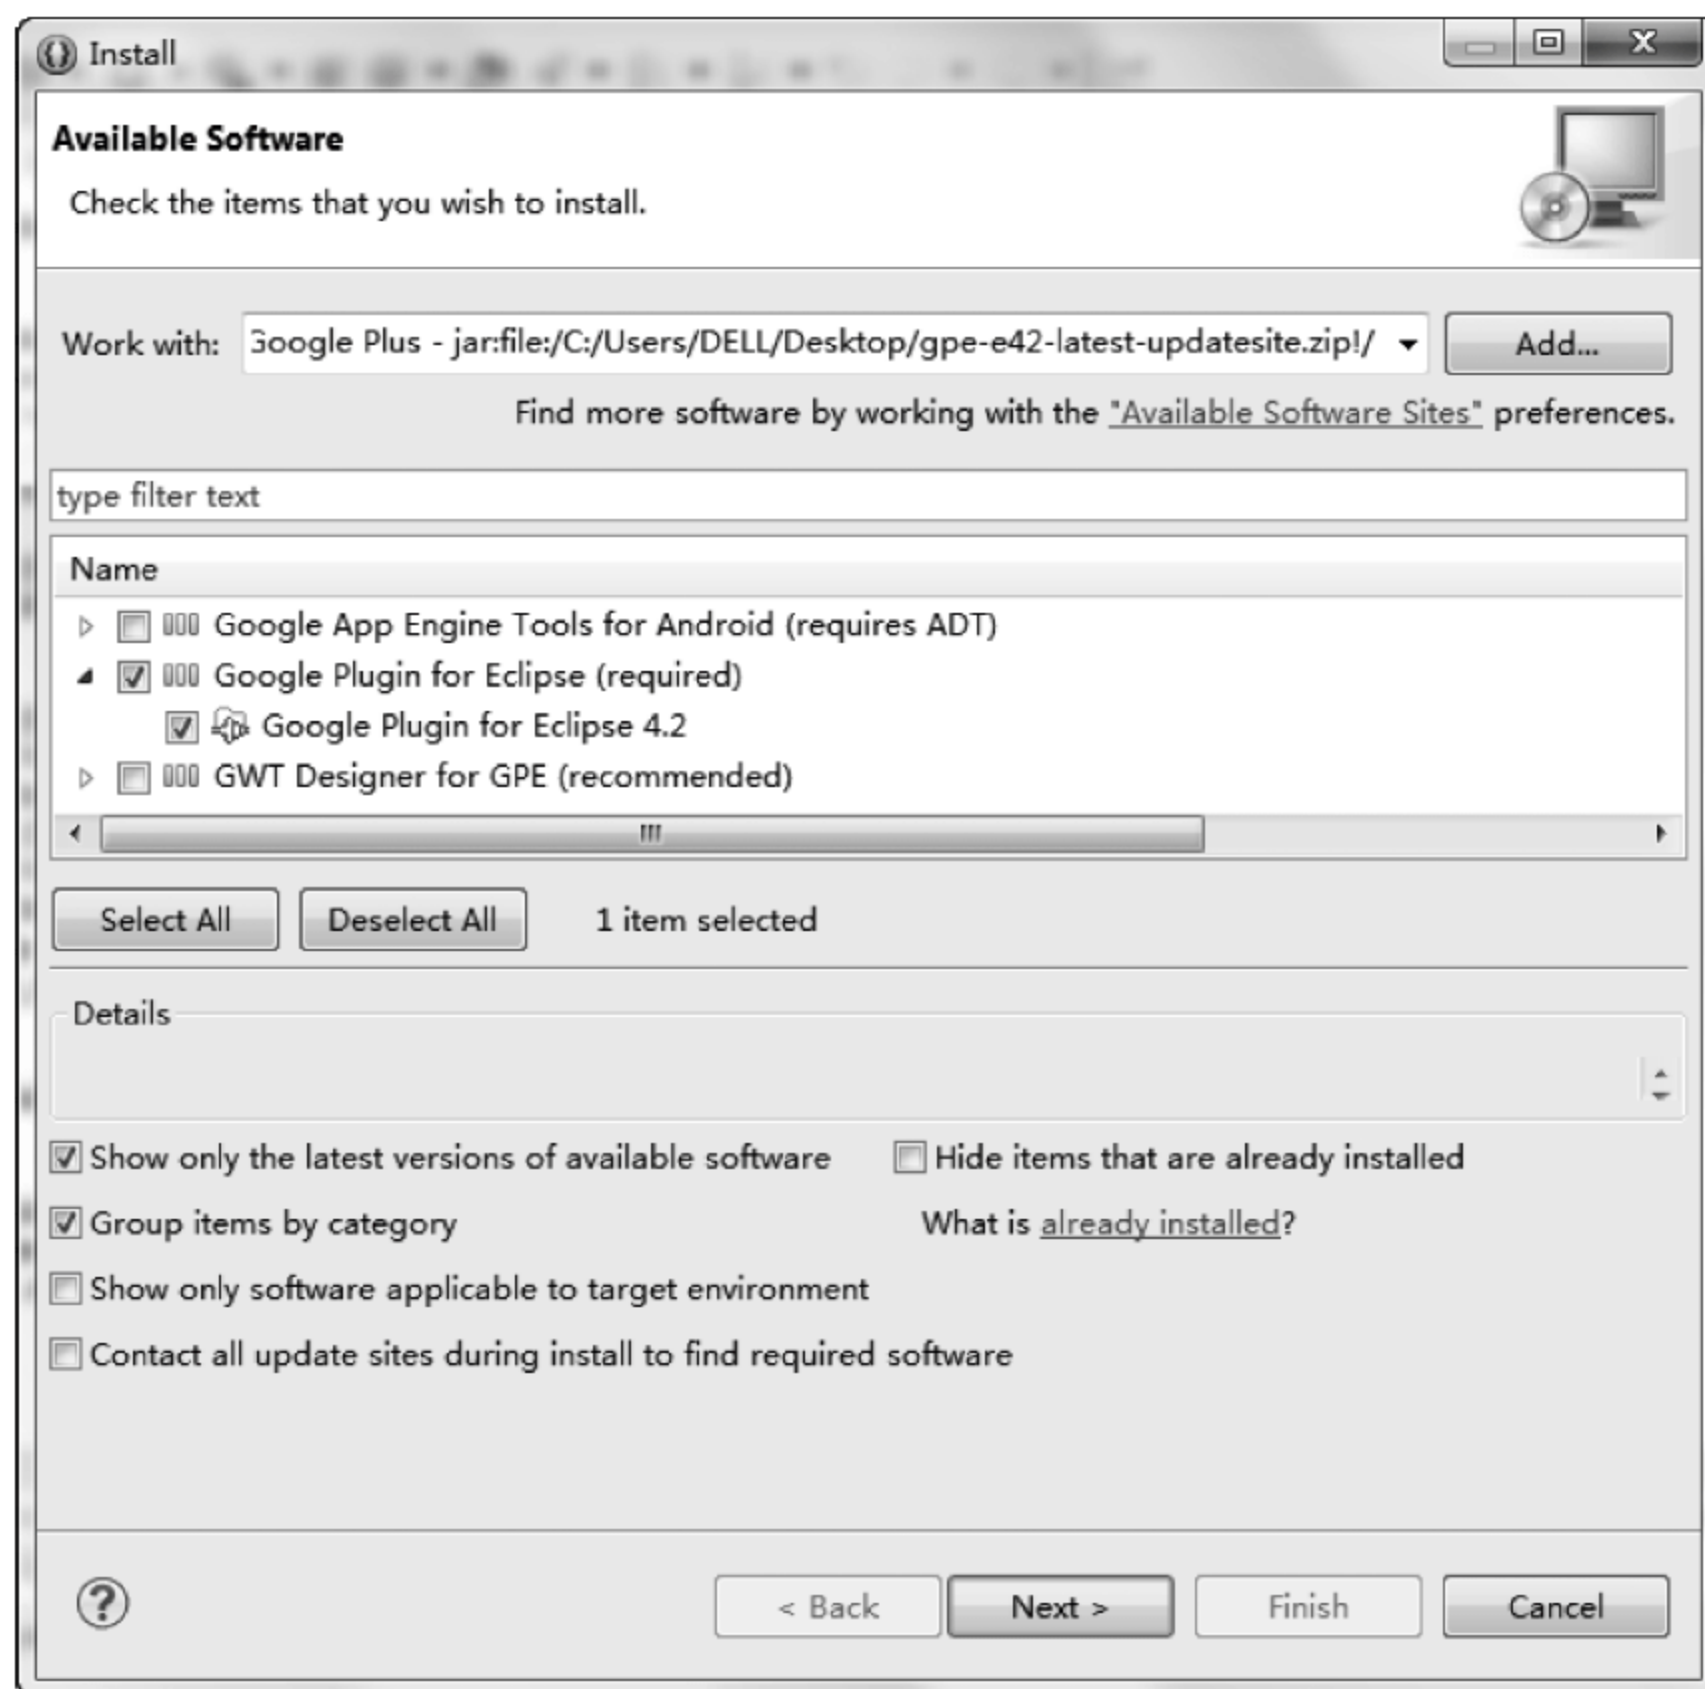 Install
Available Software
Check the items that you wish to install.
Work with: Google Plus - jar:file:/C:/Users/DELL/Desktop/gpe-e42-latest-updatesite.zip!/ Add...
Find more software by working with the "Available Software Sites" preferences.
type filter text
Name
Google App Engine Tools for Android (requires ADT)
Google Plugin for Eclipse (required)
Google Plugin for Eclipse 4.2
GWT Designer for GPE (recommended)
Select All Deselect All 1 item selected
Details
Show only the latest versions of available software Hide items that are already installed
Group items by category What is already installed?
Show only software applicable to target environment
Contact all update sites during install to find required software
? < Back Next > Finish Cancel